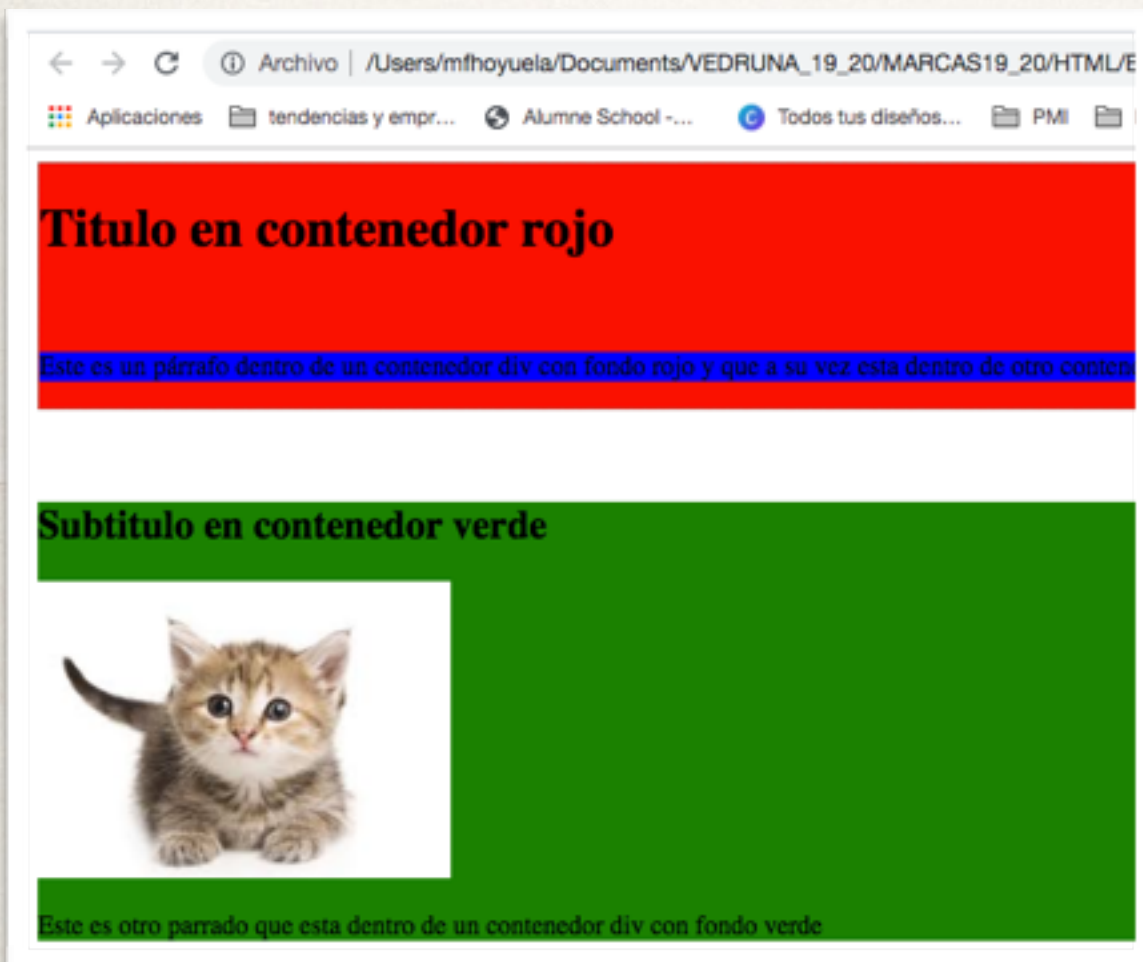 Archivo | /Users/mfhoyuela/Documents/VEDRUNA_19_20/MARCAS19_20/HTML/E
Aplicaciones tendencias y empr... Alumne School -... Todos tus diseños... PMI
Titulo en contenedor rojo
Este es un párrafo dentro de un contenedor div con fondo rojo y que a su vez esta dentro de otro conten
Subtitulo en contenedor verde
Este es otro parrado que esta dentro de un contenedor div con fondo verde